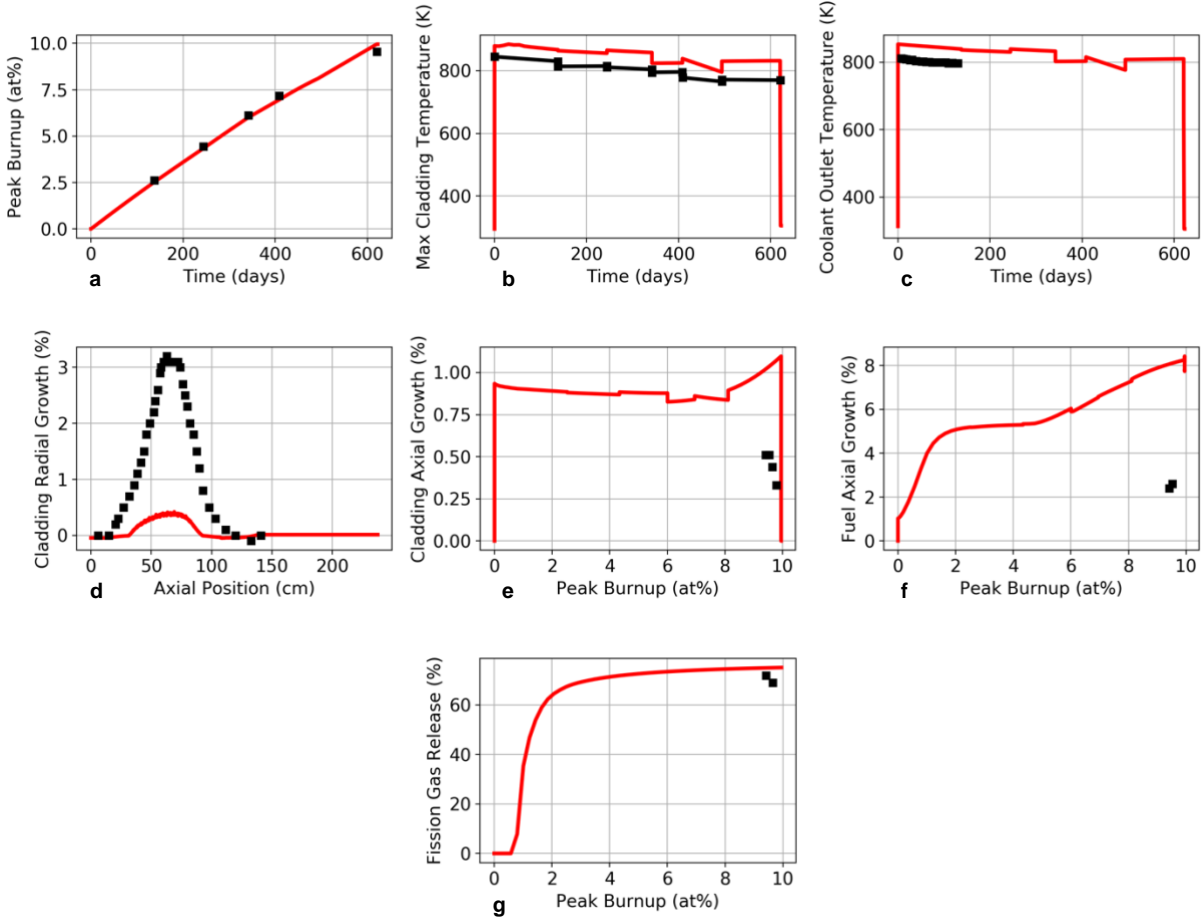 Peak Burnup (at%)
10.0
7.5
5.0
2.5
0.0
0 200 400 600
Time (days)
a
Max Cladding Temperature (K)
800
600
400
0 200 400 600
Time (days)
b
Coolant Outlet Temperature (K)
800
600
400
0 200 400 600
Time (days)
c
Cladding Radial Growth (%)
3
2
1
0
0 50 100 150 200
Axial Position (cm)
d
Cladding Axial Growth (%)
1.00
0.75
0.50
0.25
0.00
0 2 4 6 8 10
Peak Burnup (at%)
e
Fuel Axial Growth (%)
8
6
4
2
0
0 2 4 6 8 10
Peak Burnup (at%)
f
Fission Gas Release (%)
60
40
20
0
0 2 4 6 8 10
Peak Burnup (at%)
g